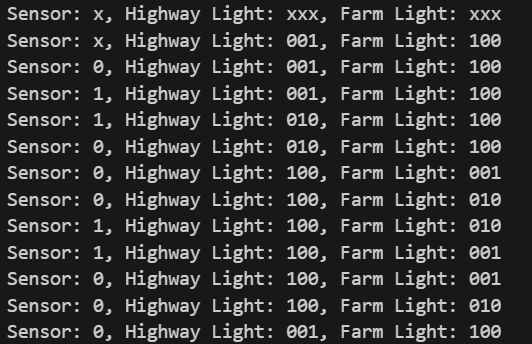 Sensor: x, Highway Light: xxx, Farm Light: xxx
Sensor: x, Highway Light: 001, Farm Light: 100
Sensor: 0, Highway Light: 001, Farm Light: 100
Sensor: 1, Highway Light: 001, Farm Light: 100
Sensor: 1, Highway Light: 010, Farm Light: 100
Sensor: 0, Highway Light: 010, Farm Light: 100
Sensor: 0, Highway Light: 100, Farm Light: 001
Sensor: 0, Highway Light: 100, Farm Light: 010
Sensor: 1, Highway Light: 100, Farm Light: 010
Sensor: 1, Highway Light: 100, Farm Light: 001
Sensor: 0, Highway Light: 100, Farm Light: 001
Sensor: 0, Highway Light: 100, Farm Light: 010
Sensor: 0, Highway Light: 001, Farm Light: 100